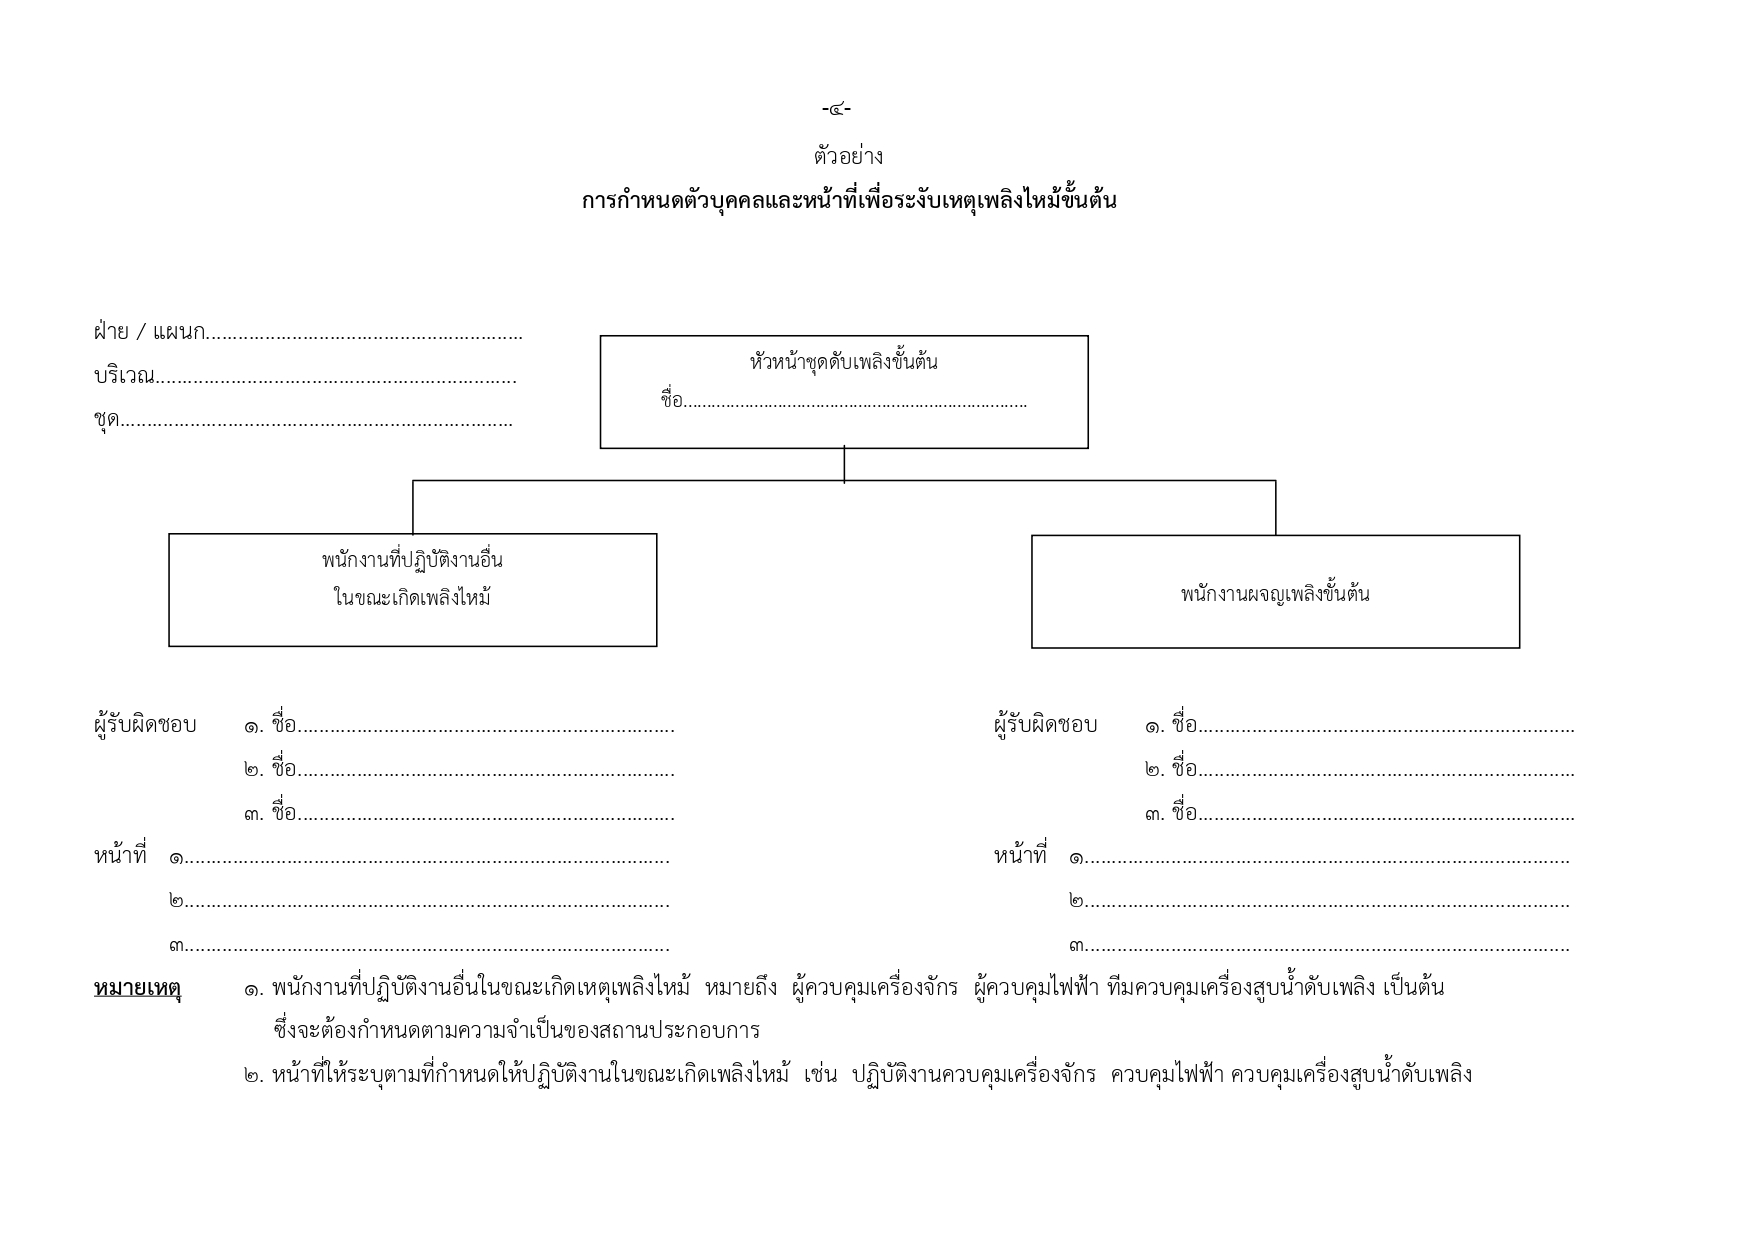 -๔-
ตัวอย่าง
การกำหนดตัวบุคคลและหน้าที่เพื่อระงับเหตุเพลิงไหม้ขั้นต้น
ฝ่าย / แผนก...........................................................
บริเวณ...................................................................
ชุด.........................................................................
หัวหน้าชุดดับเพลิงขั้นต้น
ชื่อ.........................................................................
พนักงานที่ปฏิบัติงานอื่น
ในขณะเกิดเพลิงไหม้
พนักงานผจญเพลิงขั้นต้น
ผู้รับผิดชอบ ๑. ชื่อ......................................................................
๒. ชื่อ......................................................................
๓. ชื่อ......................................................................
หน้าที่ ๑..........................................................................................
๒..........................................................................................
๓..........................................................................................
ผู้รับผิดชอบ ๑. ชื่อ......................................................................
๒. ชื่อ......................................................................
๓. ชื่อ......................................................................
หน้าที่ ๑..........................................................................................
๒..........................................................................................
๓..........................................................................................
หมายเหตุ ๑. พนักงานที่ปฏิบัติงานอื่นในขณะเกิดเหตุเพลิงไหม้ หมายถึง ผู้ควบคุมเครื่องจักร ผู้ควบคุมไฟฟ้า ทีมควบคุมเครื่องสูบน้ำดับเพลิง เป็นต้น
ซึ่งจะต้องกำหนดตามความจำเป็นของสถานประกอบการ
๒. หน้าที่ให้ระบุตามที่กำหนดให้ปฏิบัติงานในขณะเกิดเพลิงไหม้ เช่น ปฏิบัติงานควบคุมเครื่องจักร ควบคุมไฟฟ้า ควบคุมเครื่องสูบน้ำดับเพลิง